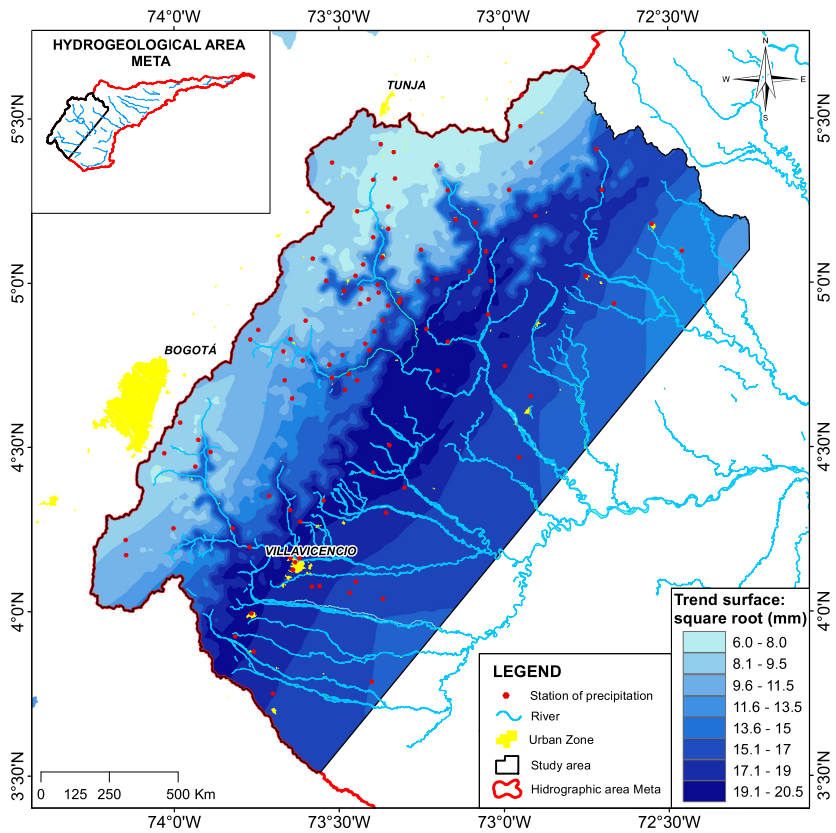 74°0'W 73°30'W 73°0'W 72°30'W
HYDROGEOLOGICAL AREA
META
N
W E
S
TUNJA
5°30'N 5°30'N
5°0'N 5°0'N
BOGOTÁ
4°30'N 4°30'N
VILLAVICENCIO
4°0'N 4°0'N
Trend surface:
square root (mm)
6.0 - 8.0
8.1 - 9.5
9.6 - 11.5
11.6 - 13.5
13.6 - 15
15.1 - 17
17.1 - 19
19.1 - 20.5
LEGEND
Station of precipitation
River
Urban Zone
Study area
Hidrographic area Meta
3°30'N 3°30'N
0 125 250 500 Km
74°0'W 73°30'W 73°0'W 72°30'W